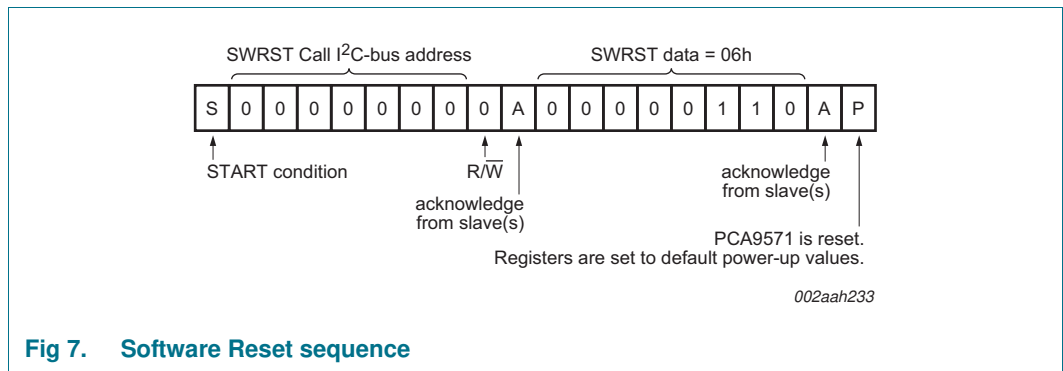 SWRST Call I²C-bus address SWRST data = 06h
S 0 0 0 0 0 0 0 0 A 0 0 0 0 0 1 1 0 A P
START condition R/W̅ acknowledge
acknowledge from slave(s)
from slave(s)
PCA9571 is reset.
Registers are set to default power-up values.
002aah233
Fig 7. Software Reset sequence